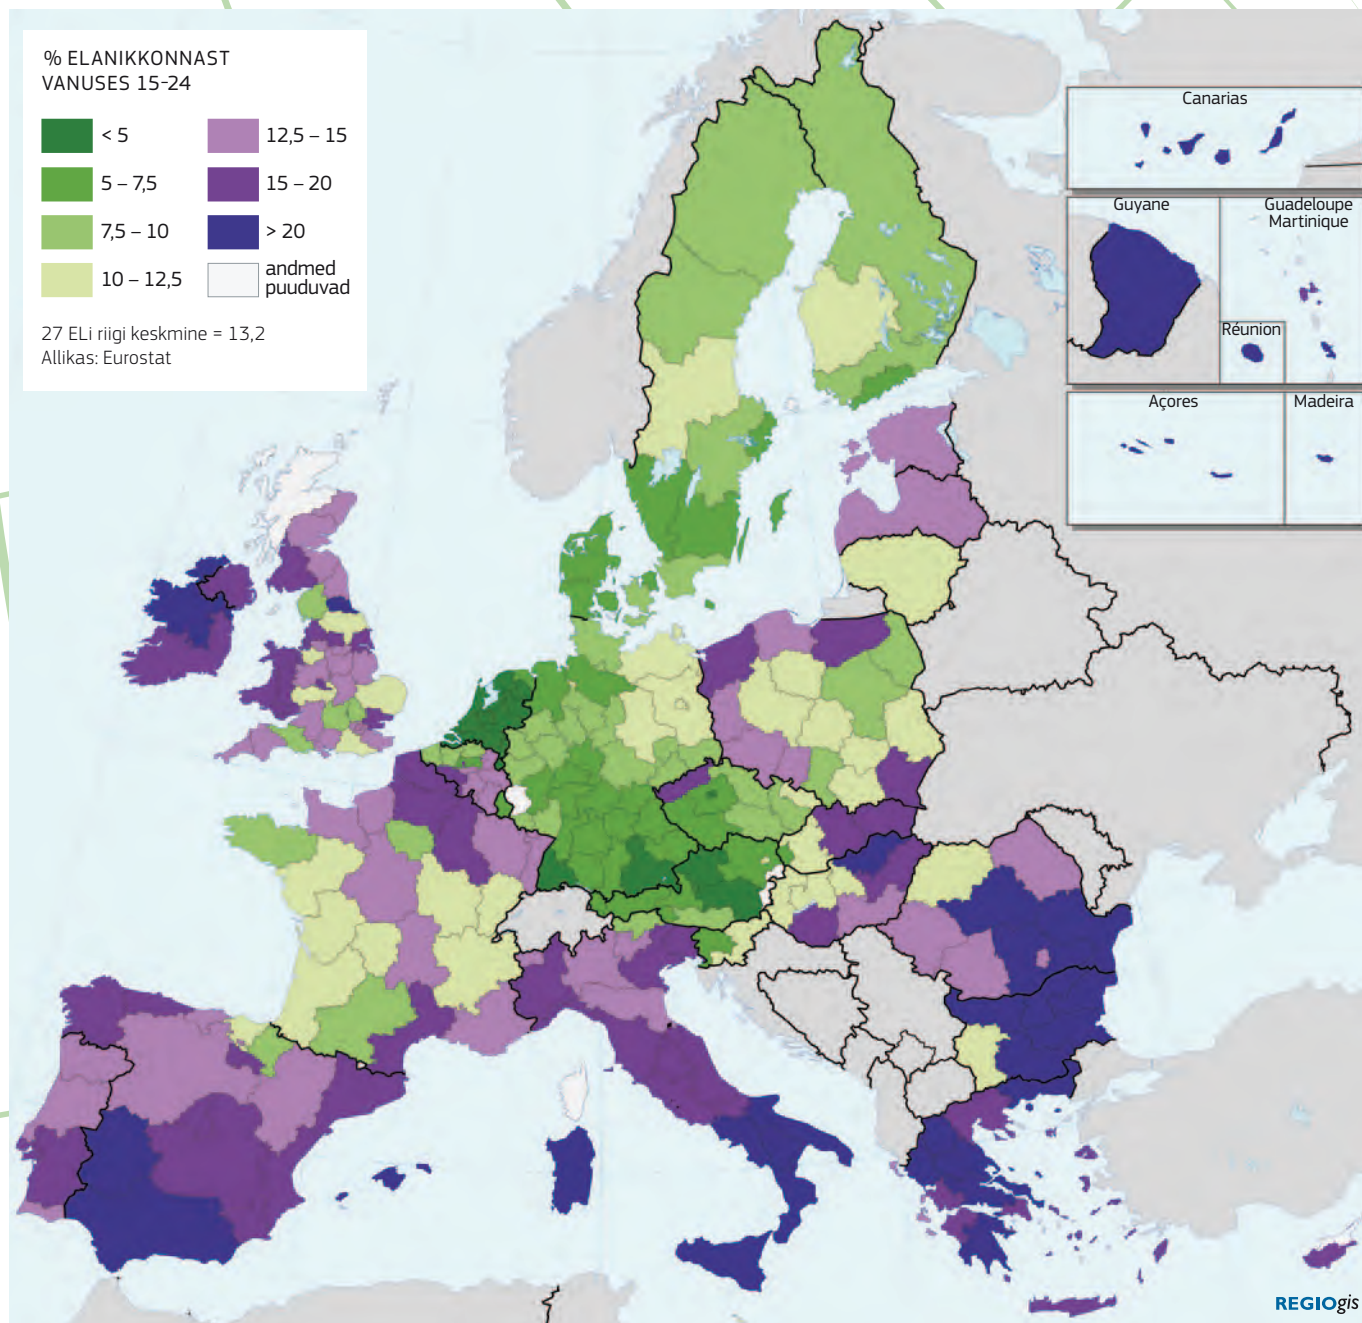 % ELANIKKONNAST
VANUSES 15-24
< 5
5 – 7,5
7,5 – 10
10 – 12,5
12,5 – 15
15 – 20
> 20
andmed
puuduvad
27 ELi riigi keskmine = 13,2
Allikas: Eurostat
Canarias
Guyane
Guadeloupe
Martinique
Réunion
Açores
Madeira
REGIOgis